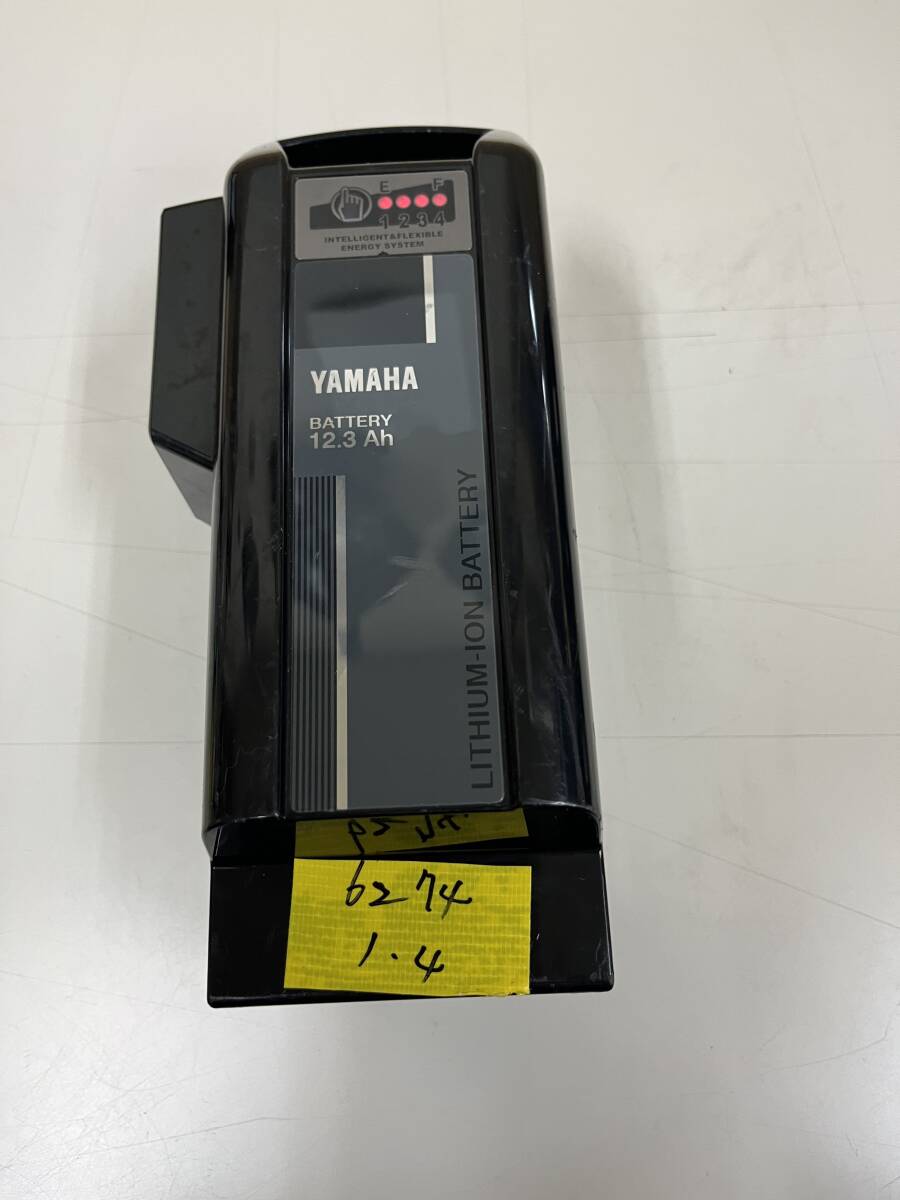 E F
1 2 3 4
INTELLIGENT&FLEXIBLE
ENERGY SYSTEM
YAMAHA
BATTERY
12.3 Ah
LITHIUM-ION BATTERY
6274
1.4